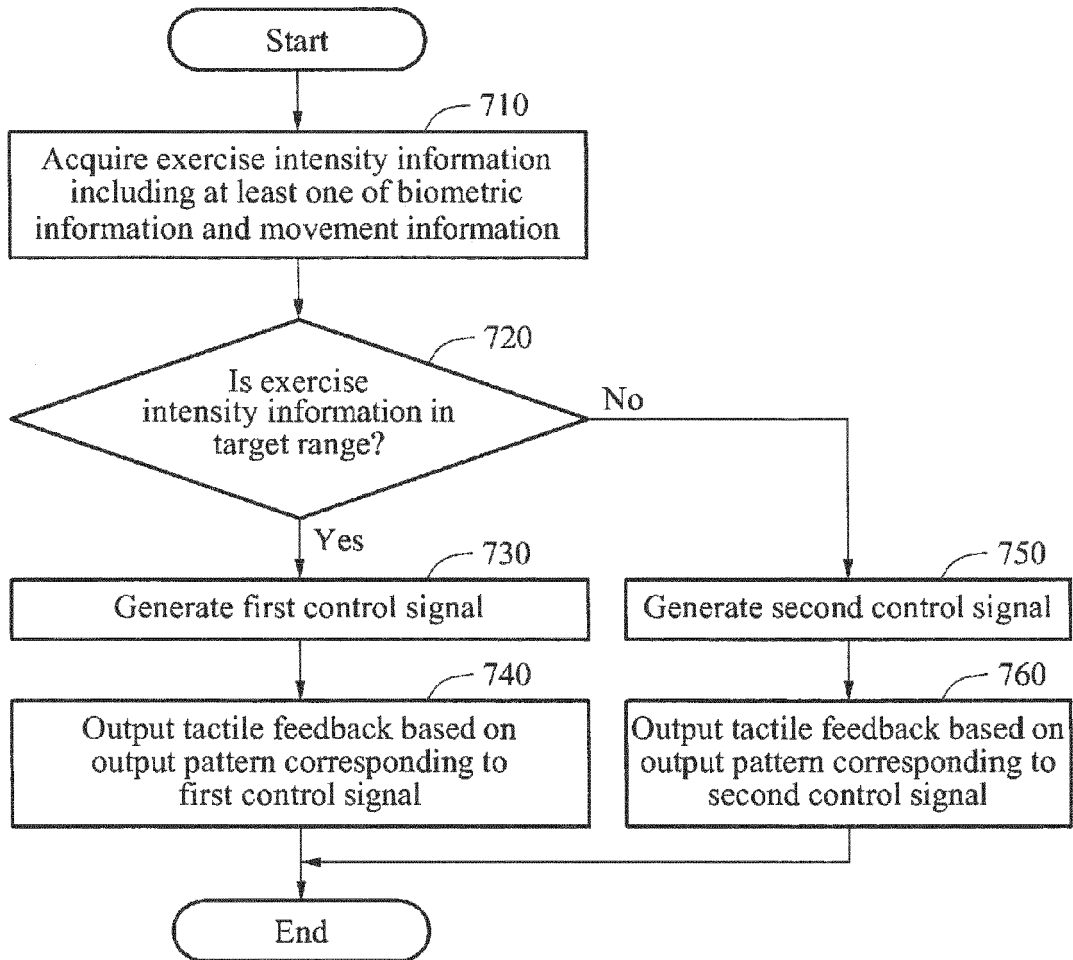 Start
710
Acquire exercise intensity information
including at least one of biometric
information and movement information
720
Is exercise
intensity information in
target range?
No
Yes
730
Generate first control signal
750
Generate second control signal
740
Output tactile feedback based on
output pattern corresponding to
first control signal
760
Output tactile feedback based on
output pattern corresponding to
second control signal
End